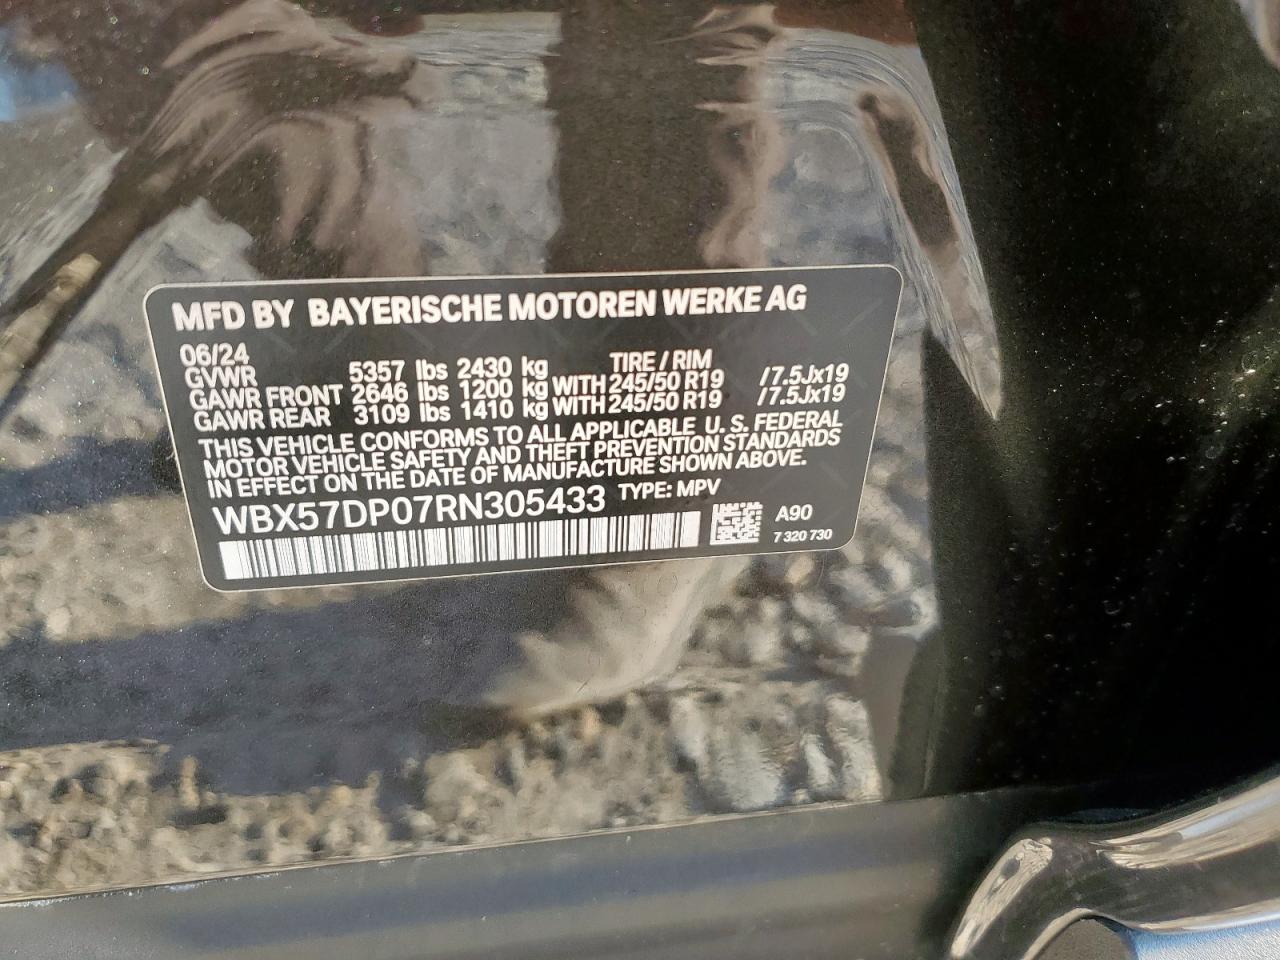 MFD BY BAYERISCHE MOTOREN WERKE AG
06/24 TIRE / RIM
GVWR 5357 lbs 2430 kg
GAWR FRONT 2646 lbs 1200 kg WITH 245/50 R19 /7.5Jx19
GAWR REAR 3109 lbs 1410 kg WITH 245/50 R19 /7.5Jx19
THIS VEHICLE CONFORMS TO ALL APPLICABLE U. S. FEDERAL
MOTOR VEHICLE SAFETY AND THEFT PREVENTION STANDARDS
IN EFFECT ON THE DATE OF MANUFACTURE SHOWN ABOVE.
WBX57DP07RN305433 TYPE: MPV
A90
7 320 730